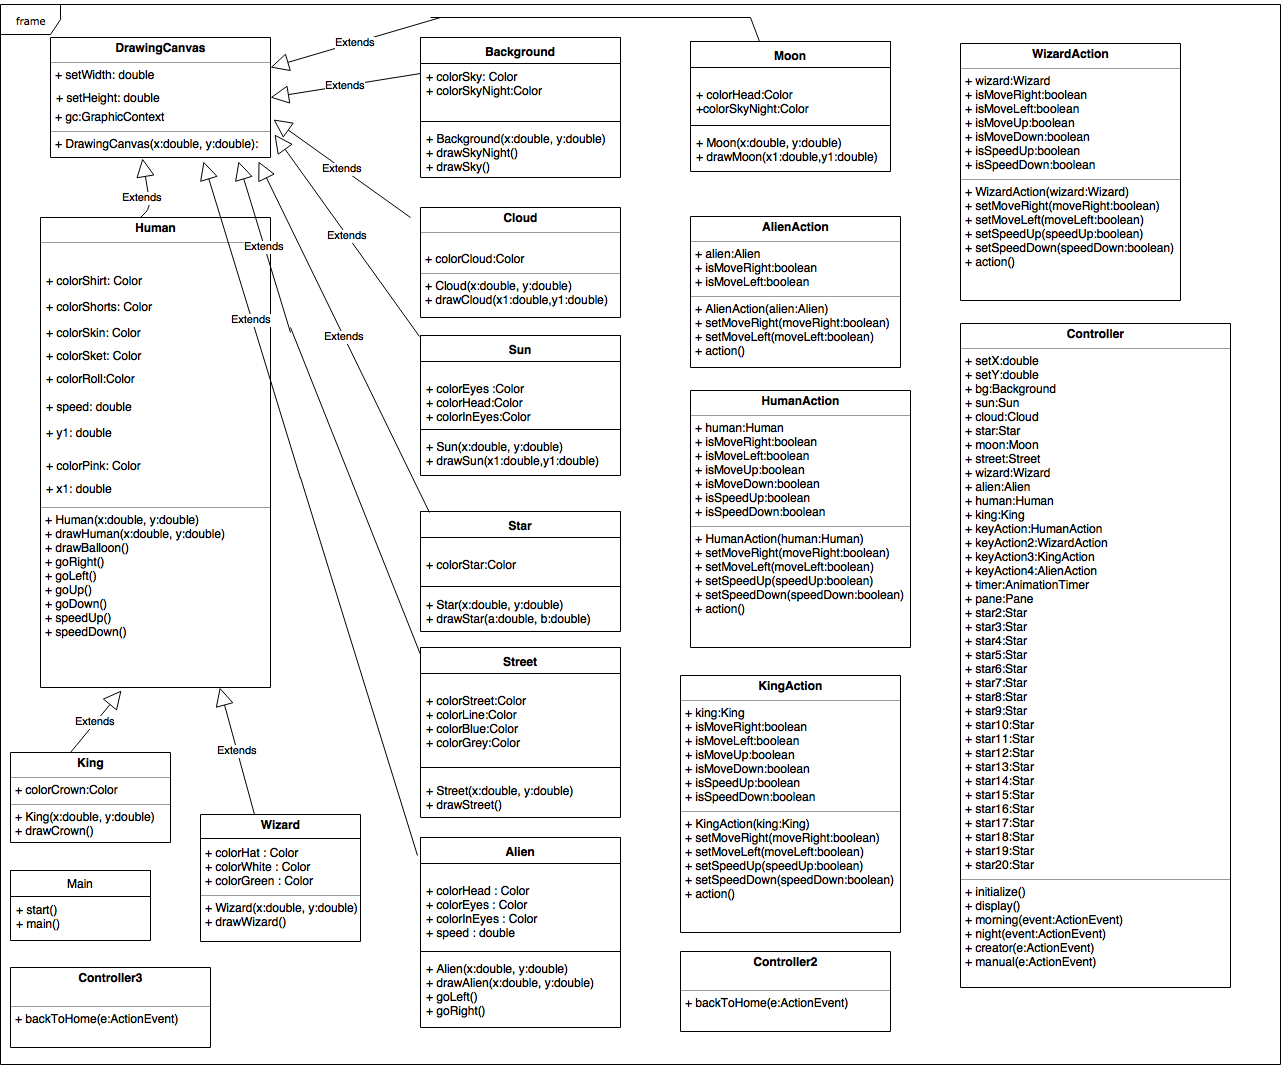 frame
DrawingCanvas
+ setWidth: double
+ setHeight: double
+ gc:GraphicContext
+ DrawingCanvas(x:double, y:double):
Extends
Extends
Extends
Extends
Extends
Extends
Extends
Extends
Human
+ colorShirt: Color
+ colorShorts: Color
+ colorSkin: Color
+ colorSket: Color
+ colorRoll:Color
+ speed: double
+ y1: double
+ colorPink: Color
+ x1: double
+ Human(x:double, y:double)
+ drawHuman(x:double, y:double)
+ drawBalloon()
+ goRight()
+ goLeft()
+ goUp()
+ goDown()
+ speedUp()
+ speedDown()
Extends
Extends
King
+ colorCrown:Color
+ King(x:double, y:double)
+ drawCrown()
Wizard
+ colorHat : Color
+ colorWhite : Color
+ colorGreen : Color
+ Wizard(x:double, y:double)
+ drawWizard()
Main
+ start()
+ main()
Controller3
+ backToHome(e:ActionEvent)
Background
+ colorSky: Color
+ colorSkyNight:Color
+ Background(x:double, y:double)
+ drawSkyNight()
+ drawSky()
Cloud
+ colorCloud:Color
+ Cloud(x:double, y:double)
+ drawCloud(x1:double,y1:double)
Sun
+ colorEyes :Color
+ colorHead:Color
+ colorInEyes:Color
+ Sun(x:double, y:double)
+ drawSun(x1:double,y1:double)
Star
+ colorStar:Color
+ Star(x:double, y:double)
+ drawStar(a:double, b:double)
Street
+ colorStreet:Color
+ colorLine:Color
+ colorBlue:Color
+ colorGrey:Color
+ Street(x:double, y:double)
+ drawStreet()
Alien
+ colorHead : Color
+ colorEyes : Color
+ colorInEyes : Color
+ speed : double
+ Alien(x:double, y:double)
+ drawAlien(x:double, y:double)
+ goLeft()
+ goRight()
Moon
+ colorHead:Color
+colorSkyNight:Color
+ Moon(x:double, y:double)
+ drawMoon(x1:double,y1:double)
AlienAction
+ alien:Alien
+ isMoveRight:boolean
+ isMoveLeft:boolean
+ AlienAction(alien:Alien)
+ setMoveRight(moveRight:boolean)
+ setMoveLeft(moveLeft:boolean)
+ action()
HumanAction
+ human:Human
+ isMoveRight:boolean
+ isMoveLeft:boolean
+ isMoveUp:boolean
+ isMoveDown:boolean
+ isSpeedUp:boolean
+ isSpeedDown:boolean
+ HumanAction(human:Human)
+ setMoveRight(moveRight:boolean)
+ setMoveLeft(moveLeft:boolean)
+ setSpeedUp(speedUp:boolean)
+ setSpeedDown(speedDown:boolean)
+ action()
KingAction
+ king:King
+ isMoveRight:boolean
+ isMoveLeft:boolean
+ isMoveUp:boolean
+ isMoveDown:boolean
+ isSpeedUp:boolean
+ isSpeedDown:boolean
+ KingAction(king:King)
+ setMoveRight(moveRight:boolean)
+ setMoveLeft(moveLeft:boolean)
+ setSpeedUp(speedUp:boolean)
+ setSpeedDown(speedDown:boolean)
+ action()
Controller2
+ backToHome(e:ActionEvent)
WizardAction
+ wizard:Wizard
+ isMoveRight:boolean
+ isMoveLeft:boolean
+ isMoveUp:boolean
+ isMoveDown:boolean
+ isSpeedUp:boolean
+ isSpeedDown:boolean
+ WizardAction(wizard:Wizard)
+ setMoveRight(moveRight:boolean)
+ setMoveLeft(moveLeft:boolean)
+ setSpeedUp(speedUp:boolean)
+ setSpeedDown(speedDown:boolean)
+ action()
Controller
+ setX:double
+ setY:double
+ bg:Background
+ sun:Sun
+ cloud:Cloud
+ star:Star
+ moon:Moon
+ street:Street
+ wizard:Wizard
+ alien:Alien
+ human:Human
+ king:King
+ keyAction:HumanAction
+ keyAction2:WizardAction
+ keyAction3:KingAction
+ keyAction4:AlienAction
+ timer:AnimationTimer
+ pane:Pane
+ star2:Star
+ star3:Star
+ star4:Star
+ star5:Star
+ star6:Star
+ star7:Star
+ star8:Star
+ star9:Star
+ star10:Star
+ star11:Star
+ star12:Star
+ star13:Star
+ star14:Star
+ star15:Star
+ star16:Star
+ star17:Star
+ star18:Star
+ star19:Star
+ star20:Star
+ initialize()
+ display()
+ morning(event:ActionEvent)
+ night(event:ActionEvent)
+ creator(e:ActionEvent)
+ manual(e:ActionEvent)